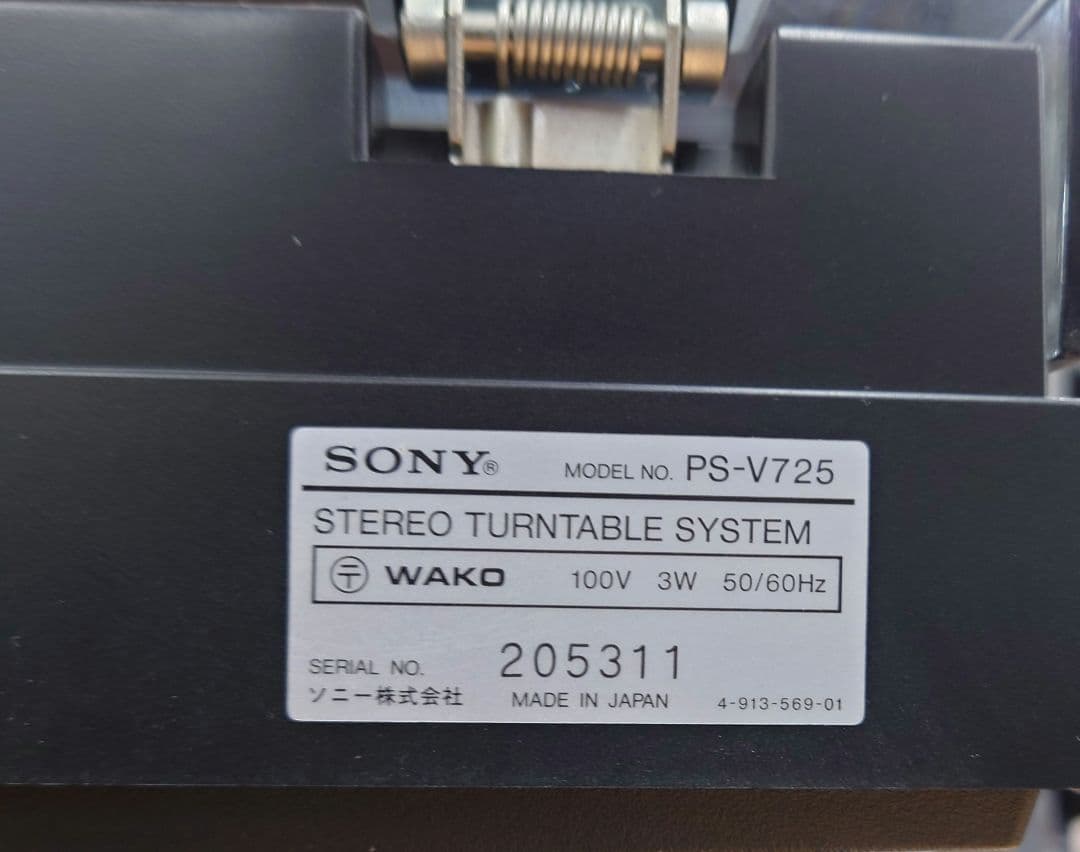 SONY® MODEL NO. PS-V725
STEREO TURNTABLE SYSTEM
〒 WAKO 100V 3W 50/60Hz
SERIAL NO. 205311
ソニー株式会社 MADE IN JAPAN 4-913-569-01